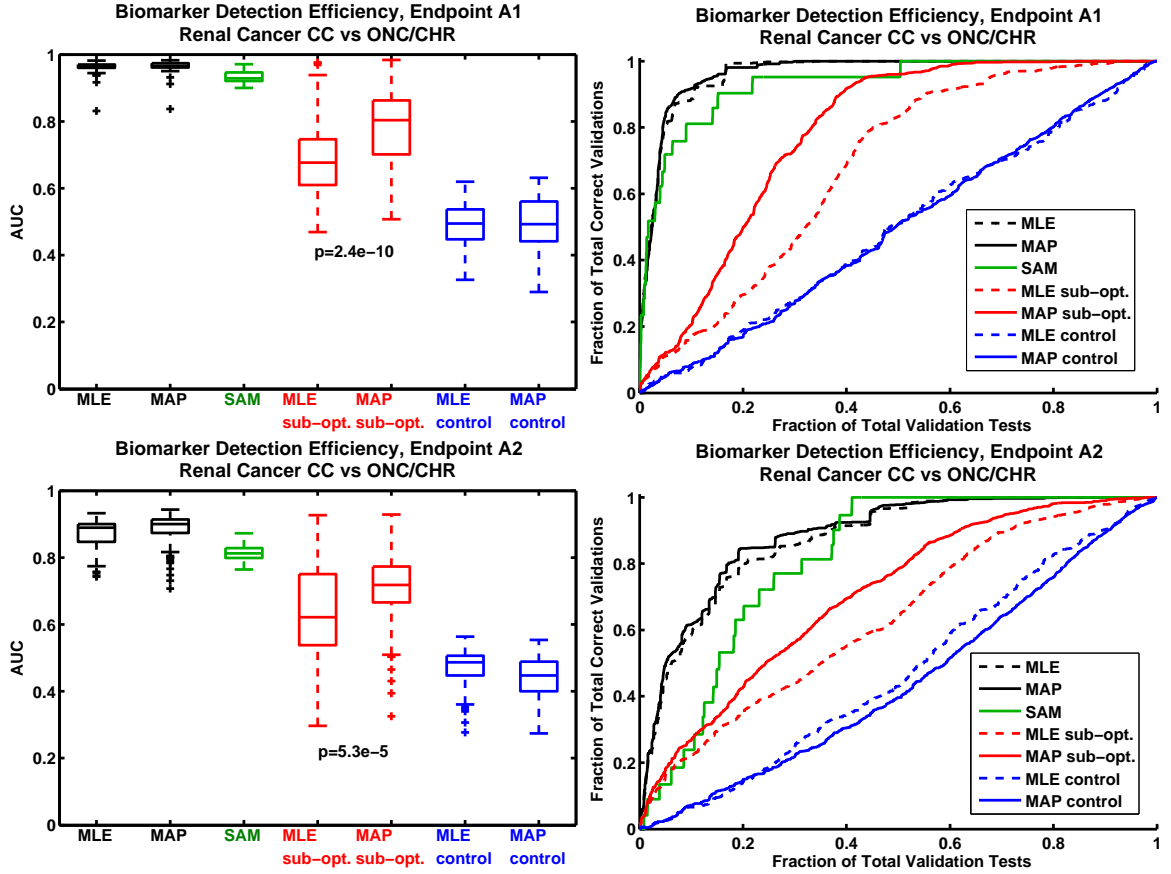 Biomarker Detection Efficiency, Endpoint A1
Renal Cancer CC vs ONC/CHR
1
0.8
0.6
0.4
0.2
0
AUC
p=2.4e−10
MLE
MAP
SAM
MLE
MAP
MLE
MAP
sub−opt.
sub−opt.
control
control
Biomarker Detection Efficiency, Endpoint A1
Renal Cancer CC vs ONC/CHR
1
0.8
0.6
0.4
0.2
0
Fraction of Total Correct Validations
MLE
MAP
SAM
MLE sub−opt.
MAP sub−opt.
MLE control
MAP control
0
0.2
0.4
0.6
0.8
1
Fraction of Total Validation Tests
Biomarker Detection Efficiency, Endpoint A2
Renal Cancer CC vs ONC/CHR
1
0.8
0.6
0.4
0.2
0
AUC
p=5.3e−5
MLE
MAP
SAM
MLE
MAP
MLE
MAP
sub−opt.
sub−opt.
control
control
Biomarker Detection Efficiency, Endpoint A2
Renal Cancer CC vs ONC/CHR
1
0.8
0.6
0.4
0.2
0
Fraction of Total Correct Validations
MLE
MAP
SAM
MLE sub−opt.
MAP sub−opt.
MLE control
MAP control
0
0.2
0.4
0.6
0.8
1
Fraction of Total Validation Tests